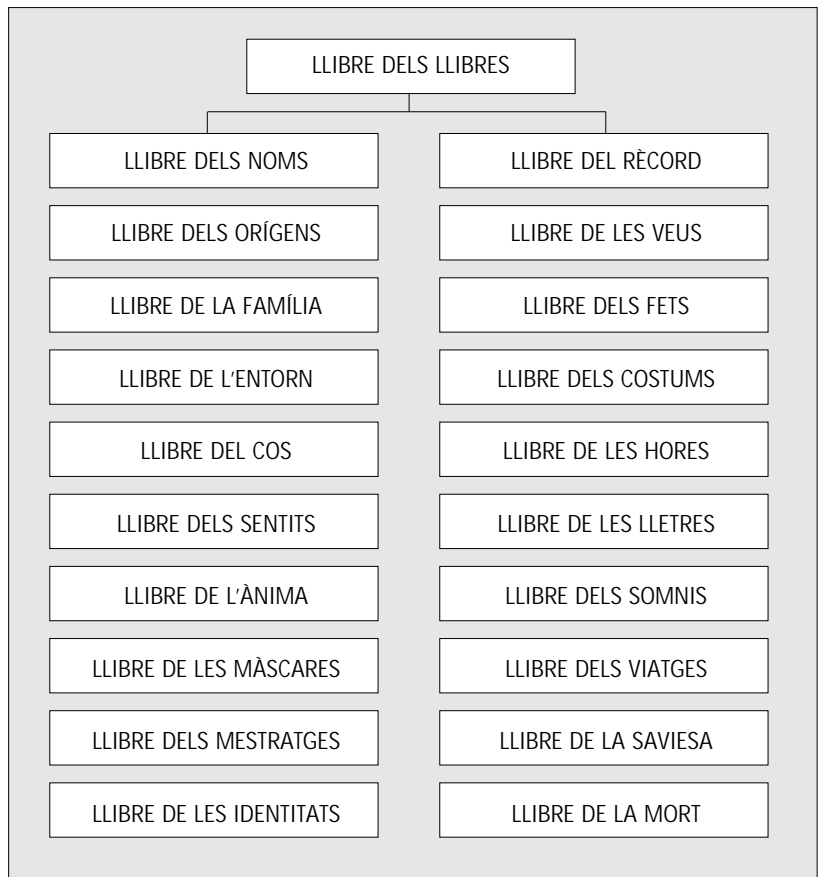 LLIBRE DELS LLIBRES
LLIBRE DELS NOMS
LLIBRE DELS ORÍGENS
LLIBRE DE LA FAMÍLIA
LLIBRE DE L'ENTORN
LLIBRE DEL COS
LLIBRE DELS SENTITS
LLIBRE DE L'ÀNIMA
LLIBRE DE LES MÀSCARES
LLIBRE DELS MESTRATGES
LLIBRE DE LES IDENTITATS
LLIBRE DEL RÈCORD
LLIBRE DE LES VEUS
LLIBRE DELS FETS
LLIBRE DELS COSTUMS
LLIBRE DE LES HORES
LLIBRE DE LES LLETRES
LLIBRE DELS SOMNIS
LLIBRE DELS VIATGES
LLIBRE DE LA SAVIESA
LLIBRE DE LA MORT